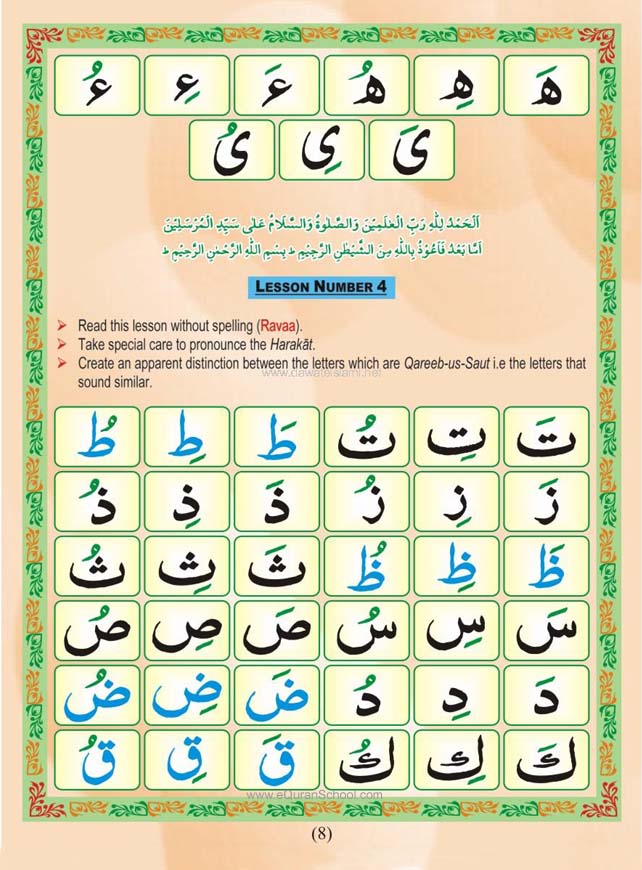 هَ هِ هُ ءَ ءِ ءُ
یَ یِ یُ
اَلْحَمْدُ لِلّٰهِ رَبِّ الْعٰلَمِيْنَ وَالصَّلٰوةُ وَالسَّلَامُ عَلٰى سَيِّدِ الْمُرْسَلِيْنَ
اَمَّا بَعْدُ فَاَعُوْذُ بِاللّٰهِ مِنَ الشَّيْطٰنِ الرَّجِيْمِ ط بِسْمِ اللّٰهِ الرَّحْمٰنِ الرَّحِيْمِ ط
LESSON NUMBER 4
Read this lesson without spelling (Ravaa).
Take special care to pronounce the Harakāt.
Create an apparent distinction between the letters which are Qareeb-us-Saut i.e the letters that
www.dawateislami.net
sound similar.
تَ تِ تُ طَ طِ طُ
زَ زِ زُ ذَ ذِ ذُ
ظَ ظِ ظُ ثَ ثِ ثُ
سَ سِ سُ صَ صِ صُ
دَ دِ دُ ضَ ضِ ضُ
كَ كِ كُ قَ قِ قُ
www.eQuranSchool.com
(8)